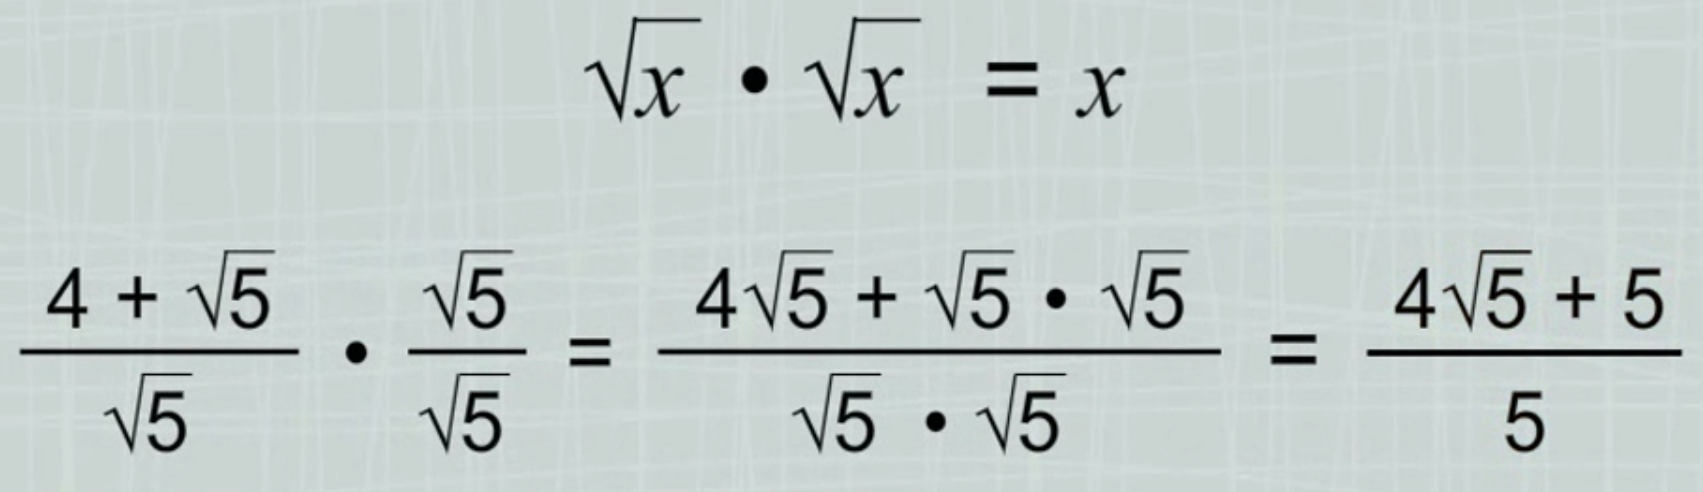 √x • √x = x
(4 + √5)/√5 • √5/√5 = (4√5 + √5 • √5)/(√5 • √5) = (4√5 + 5)/5